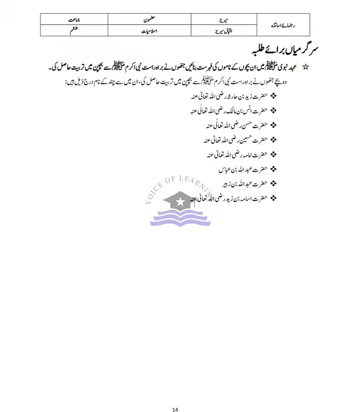 رہنمائے اساتذہ
سیریز
مضمون
جماعت
اقبال سیریز
اسلامیات
ششم
سرگرمیاں برائے طلبہ
عہد نبوی ﷺ میں ان بچوں کے ناموں کی فہرست بنائیں جنھوں نے براہ راست نبی اکرم ﷺ سے بچپن میں تربیت حاصل کی۔
وہ بچے جنھوں نے براہ راست نبی اکرم ﷺ سے بچپن میں تربیت حاصل کی، ان میں سے چند کے نام درج ذیل ہیں:
❖ حضرت زید بن حارثہ رضی اللہ تعالیٰ عنہ
❖ حضرت انس بن مالک رضی اللہ تعالیٰ عنہ
❖ حضرت حسن رضی اللہ تعالیٰ عنہ
❖ حضرت حسین رضی اللہ تعالیٰ عنہ
❖ حضرت امامہ رضی اللہ تعالیٰ عنہ
❖ حضرت عبد اللہ بن عباس
❖ حضرت عبد اللہ بن زبیر
❖ حضرت اسامہ بن زید رضی اللہ تعالیٰ عنہ
VOICE OF LEARNING
14